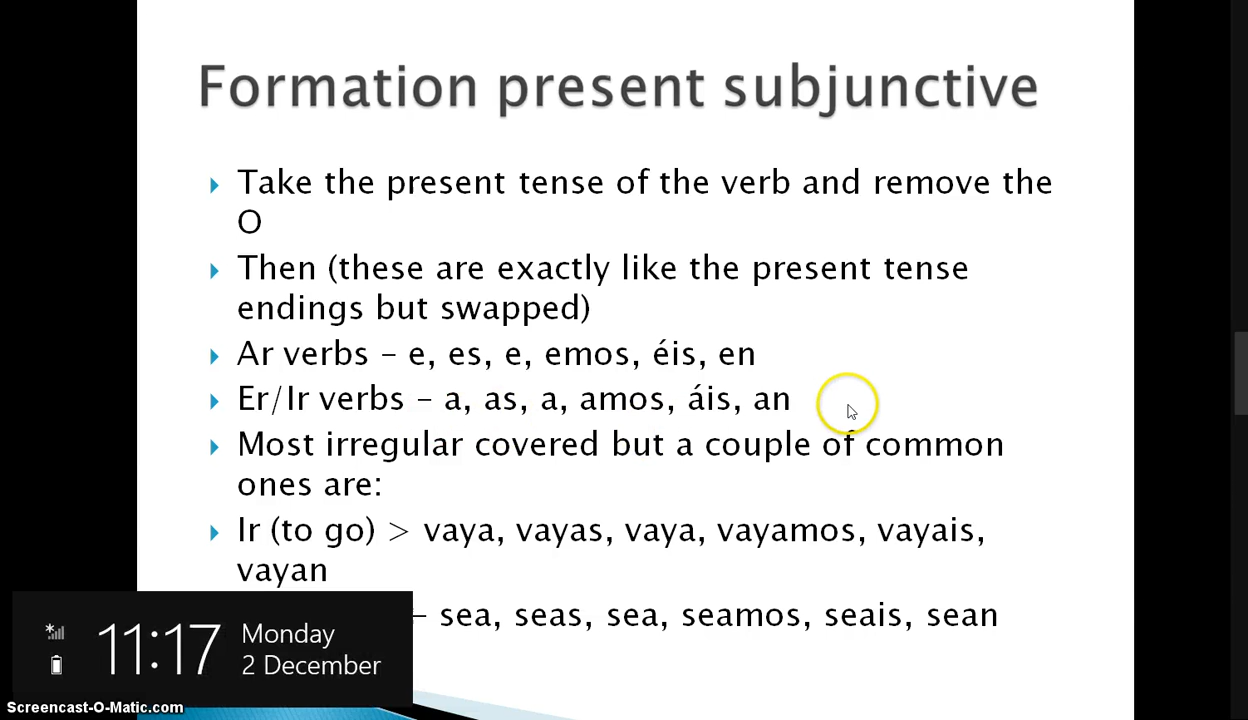 Formation present subjunctive
Take the present tense of the verb and remove the
O
Then (these are exactly like the present tense
endings but swapped)
Ar verbs – e, es, e, emos, éis, en
Er/Ir verbs – a, as, a, amos, áis, an
Most irregular covered but a couple of common
ones are:
Ir (to go) > vaya, vayas, vaya, vayamos, vayais,
vayan
– sea, seas, sea, seamos, seais, sean
11:17
Monday
2 December
Screencast-O-Matic.com